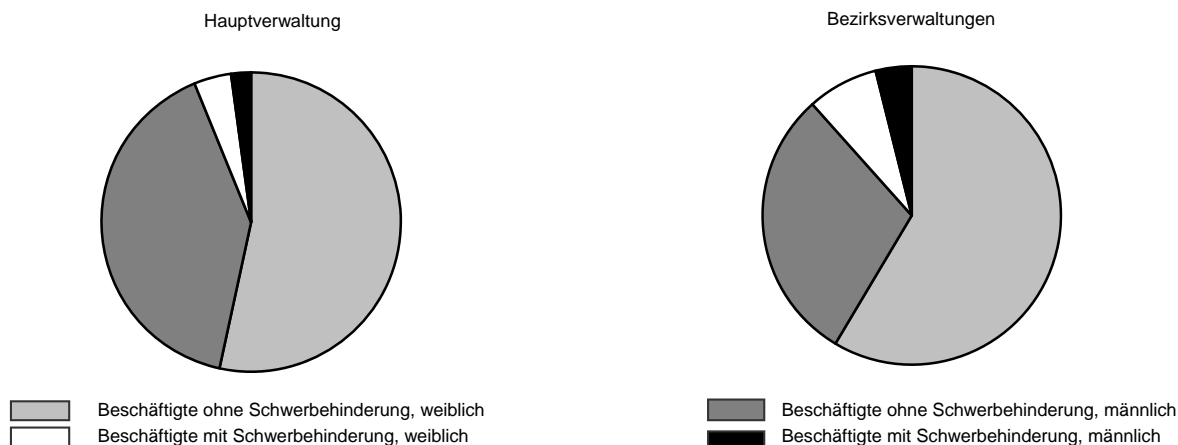 Hauptverwaltung
Bezirksverwaltungen
Beschäftigte ohne Schwerbehinderung, weiblich
Beschäftigte ohne Schwerbehinderung, männlich
Beschäftigte mit Schwerbehinderung, weiblich
Beschäftigte mit Schwerbehinderung, männlich